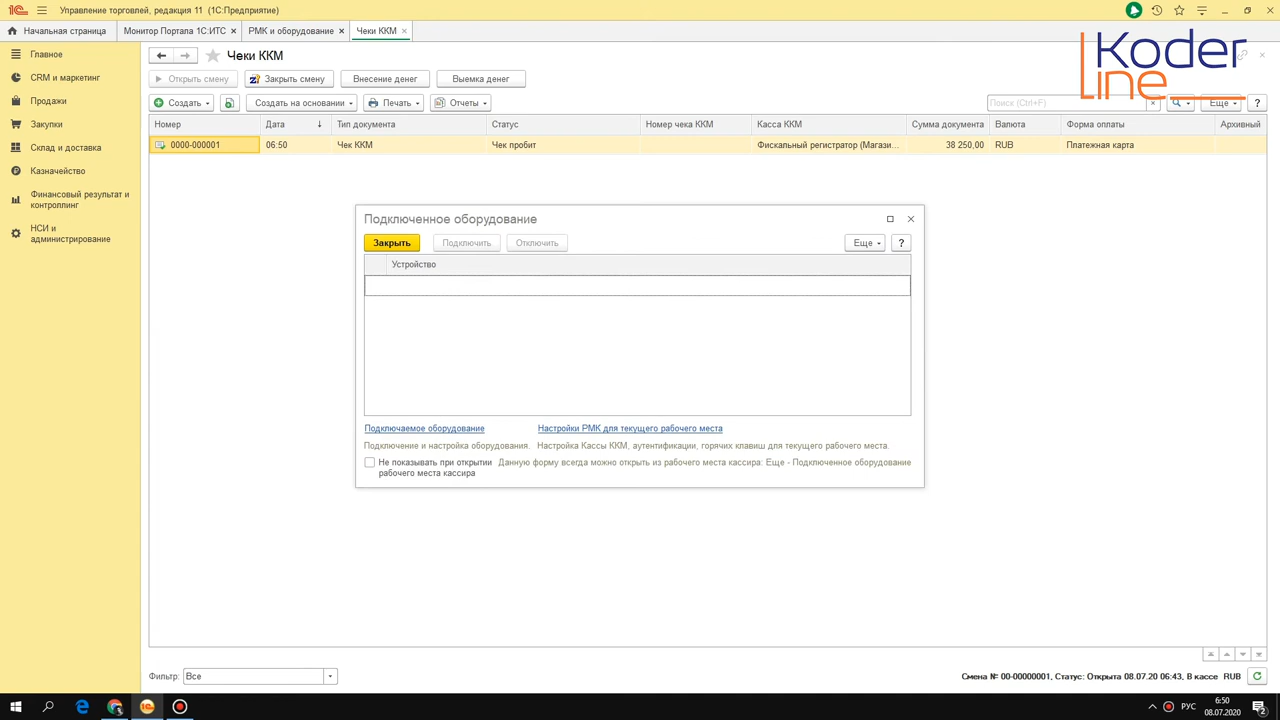 Управление торговлей, редакция 11 (1С:Предприятие)
Начальная страница Монитор Портала 1С:ИТС РМК и оборудование Чеки ККМ
Koder
line
Главное
CRM и маркетинг
Продажи
Закупки
Склад и доставка
Казначейство
Финансовый результат и
контроллинг
НСИ и
администрирование
Чеки ККМ
Открыть смену Закрыть смену Внесение денег Выемка денег
Создать Создать на основании Печать Отчеты Поиск (Ctrl+F) Еще ?
Номер Дата Тип документа Статус Номер чека ККМ Касса ККМ Сумма документа Валюта Форма оплаты Архивный
0000-000001 06:50 Чек ККМ Чек пробит Фискальный регистратор (Магази... 38 250,00 RUB Платежная карта
Подключенное оборудование
Закрыть Подключить Отключить Еще ?
Устройство
Подключаемое оборудование Настройки РМК для текущего рабочего места
Подключение и настройка оборудования. Настройка Кассы ККМ, аутентификации, горячих клавиш для текущего рабочего места.
Не показывать при открытии Данную форму всегда можно открыть из рабочего места кассира: Еще - Подключенное оборудование
рабочего места кассира
Фильтр: Все Смена № 00-00000001, Статус: Открыта 08.07.20 06:43, В кассе RUB
РУС 6:50
08.07.2020 2